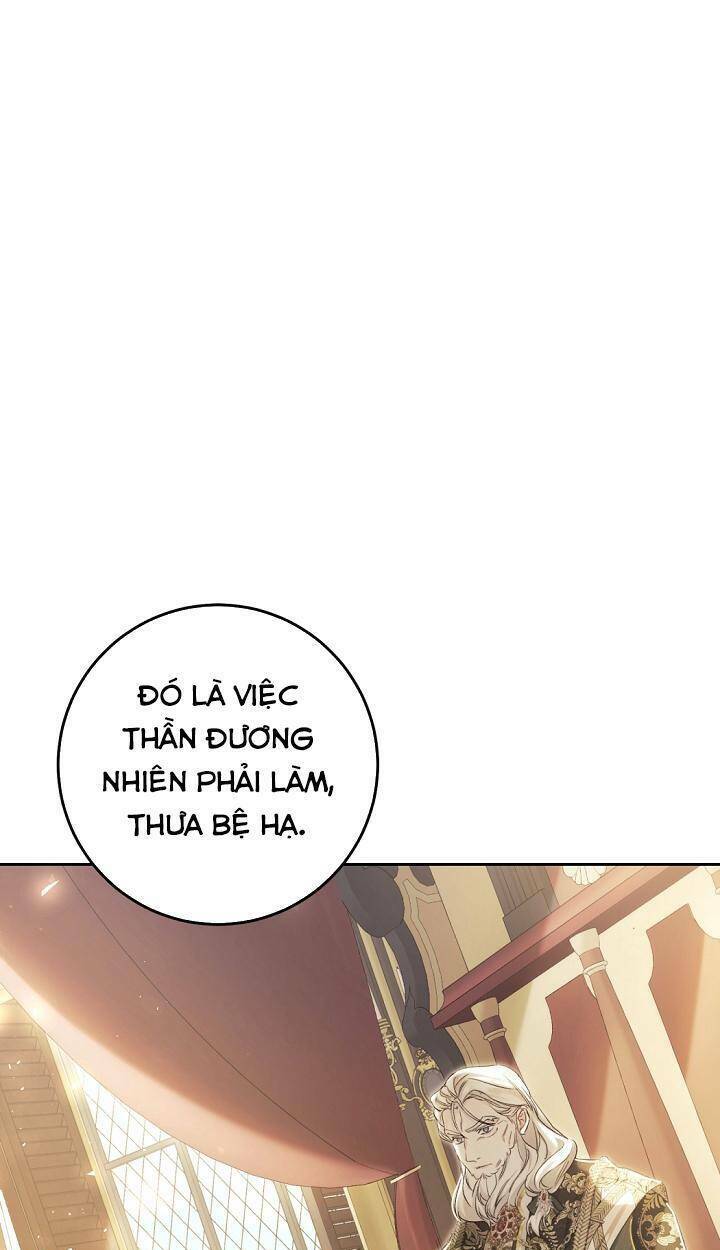 ĐÓ LÀ VIỆC
THẦN ĐƯƠNG
NHIÊN PHẢI LÀM,
THƯA BỆ HẠ.